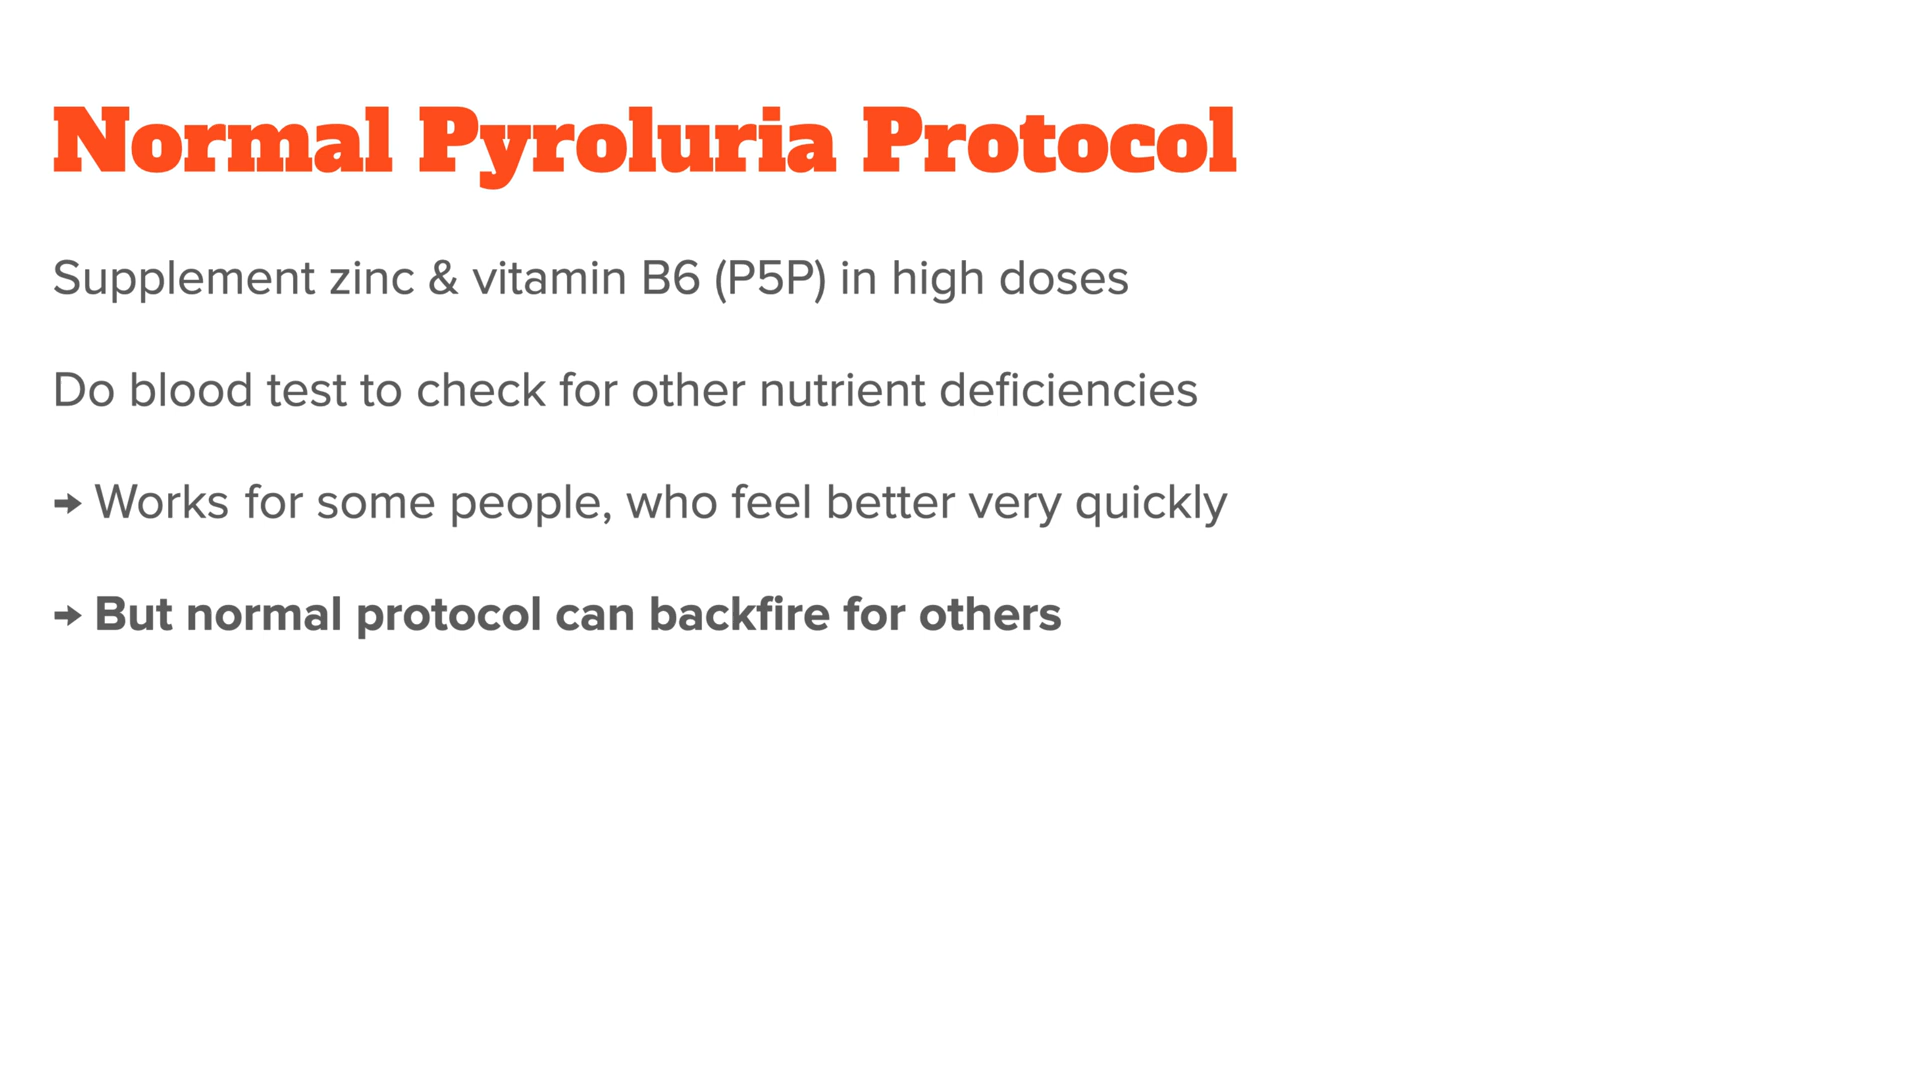 Normal Pyroluria Protocol
Supplement zinc & vitamin B6 (P5P) in high doses
Do blood test to check for other nutrient deficiencies
➞ Works for some people, who feel better very quickly
➞ But normal protocol can backfire for others